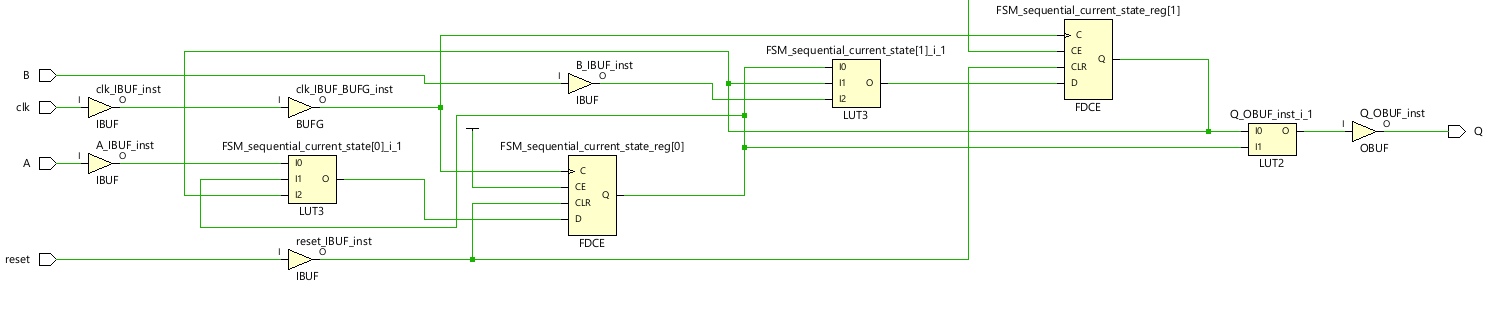 FSM_sequential_current_state_reg[1]
C
CE
CLR
D
Q
FDCE
FSM_sequential_current_state[1]_i_1
I0
I1
I2
O
LUT3
B
B_IBUF_inst
I
O
IBUF
clk
clk_IBUF_inst
I
O
IBUF
clk_IBUF_BUFG_inst
I
O
BUFG
Q_OBUF_inst_i_1
I0
I1
O
LUT2
Q_OBUF_inst
I
O
OBUF
Q
A
A_IBUF_inst
I
O
IBUF
FSM_sequential_current_state[0]_i_1
I0
I1
I2
O
LUT3
FSM_sequential_current_state_reg[0]
C
CE
CLR
D
Q
FDCE
reset
reset_IBUF_inst
I
O
IBUF